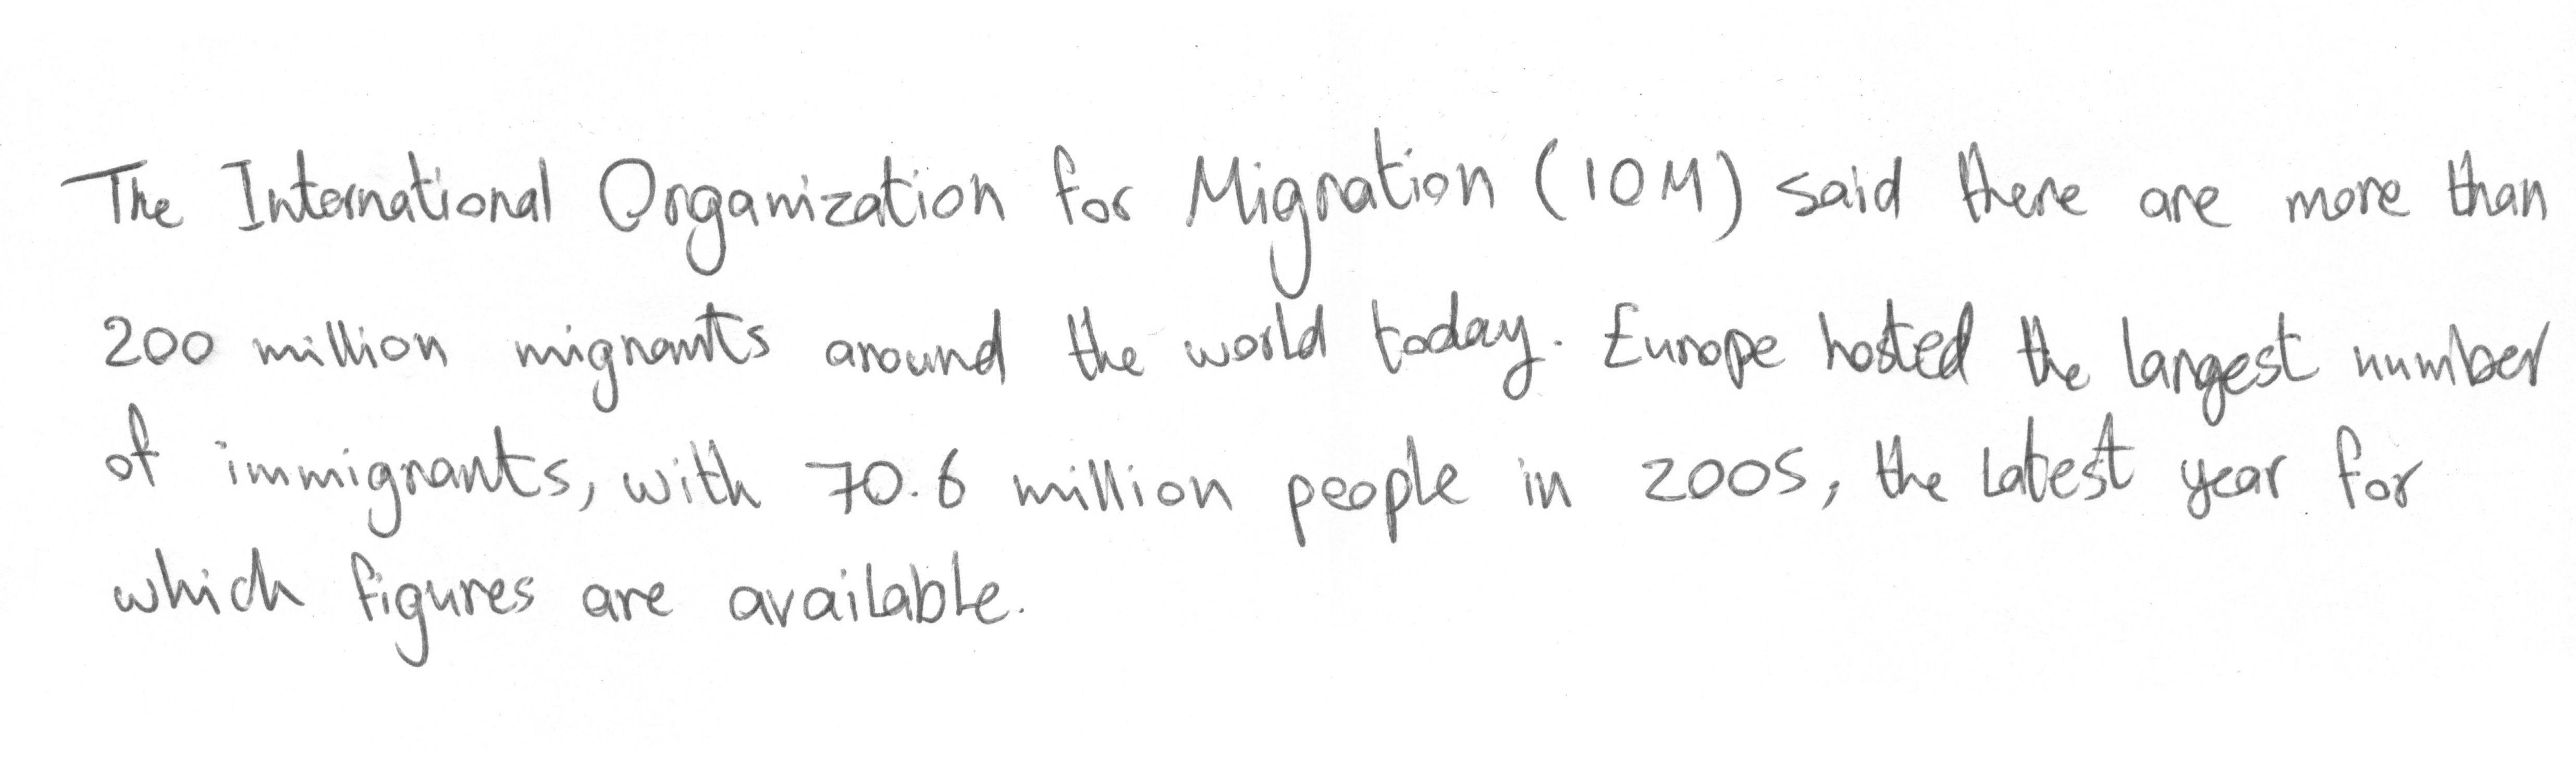 The International Organization for Migration (IOM) said there are more than
200 million migrants around the world today. Europe hosted the largest number
of immigrants, with 70.6 million people in 2005, the latest year for
which figures are available.